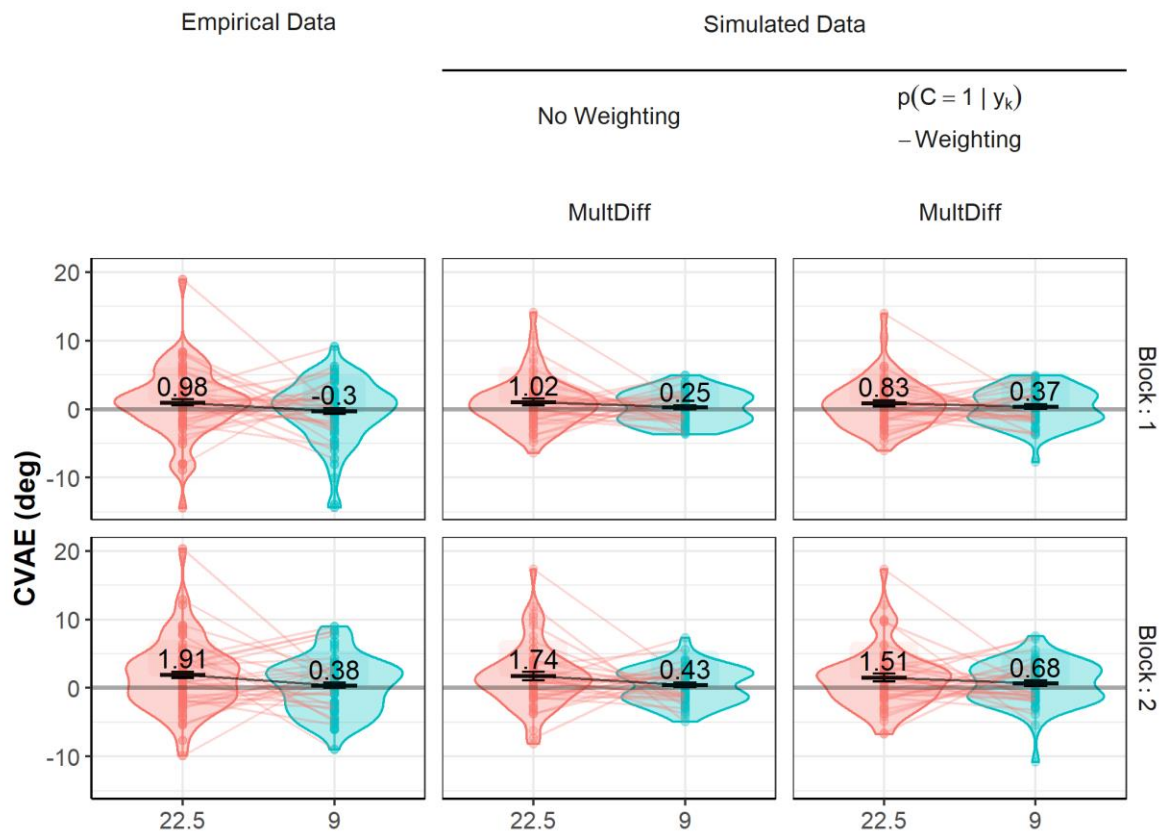 Empirical Data
Simulated Data
No Weighting
p(C = 1 | yₖ)
– Weighting
MultDiff
MultDiff
CVAE (deg)
20
10
0
-10
0.98
-0.3
1.02
0.25
0.83
0.37
Block : 1
20
10
0
-10
1.91
0.38
1.74
0.43
1.51
0.68
Block : 2
22.5
9
22.5
9
22.5
9